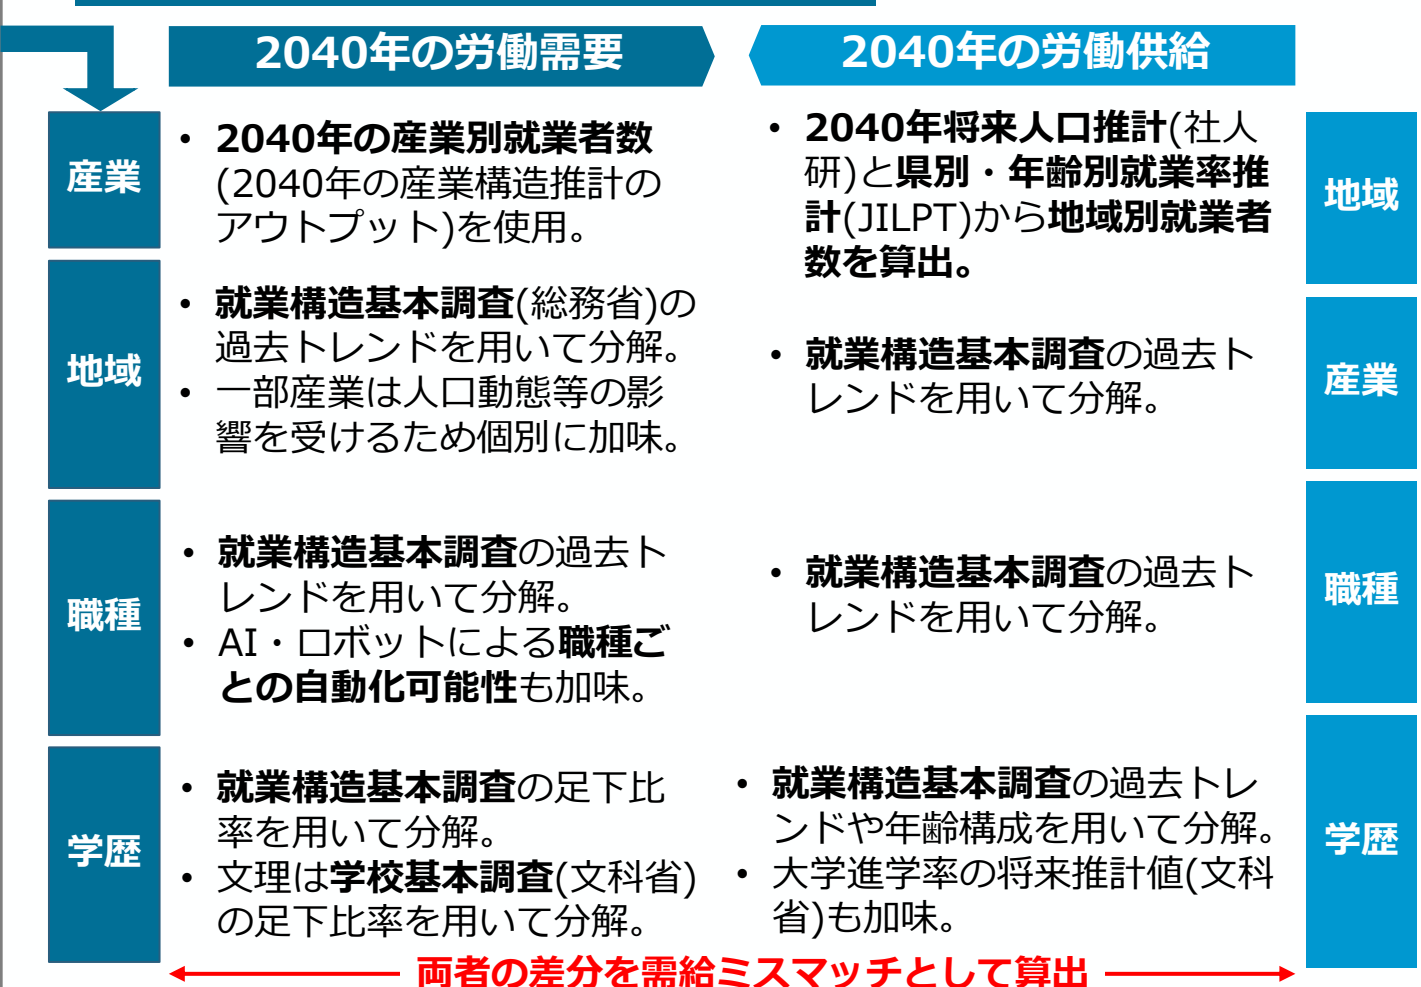 2040年の労働需要
産業
• 2040年の産業別就業者数
(2040年の産業構造推計の
アウトプット)を使用。
地域
• 就業構造基本調査(総務省)の
過去トレンドを用いて分解。
• 一部産業は人口動態等の影
響を受けるため個別に加味。
職種
• 就業構造基本調査の過去ト
レンドを用いて分解。
• AI・ロボットによる職種ご
との自動化可能性も加味。
学歴
• 就業構造基本調査の足下比
率を用いて分解。
• 文理は学校基本調査(文科省)
の足下比率を用いて分解。
2040年の労働供給
• 2040年将来人口推計(社人
研)と県別・年齢別就業率推
計(JILPT)から地域別就業者
数を算出。
地域
• 就業構造基本調査の過去ト
レンドを用いて分解。
産業
• 就業構造基本調査の過去ト
レンドを用いて分解。
職種
• 就業構造基本調査の過去トレ
ンドや年齢構成を用いて分解。
• 大学進学率の将来推計値(文科
省)も加味。
学歴
両者の差分を需給ミスマッチとして算出